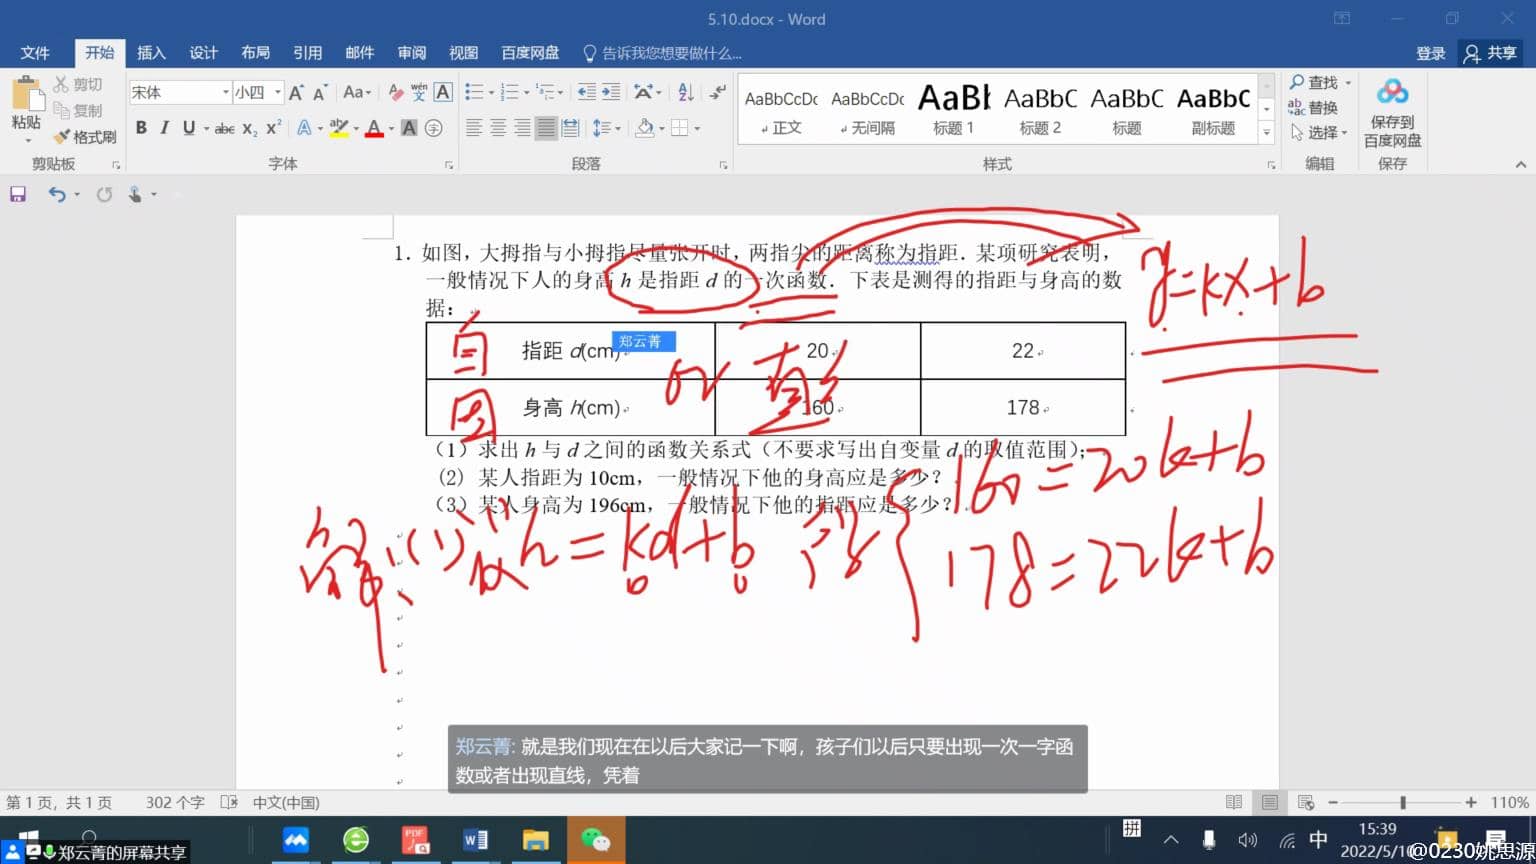 5.10.docx - Word
文件 开始 插入 设计 布局 引用 邮件 审阅 视图 百度网盘 告诉我您想要做什么... 登录 共享
粘贴 剪切 复制 格式刷 剪贴板
宋体 小四 字体
段落
AaBbCcDc AaBbCcDc AaBb AaBbC AaBbC AaBbC
正文 无间隔 标题 1 标题 2 标题 副标题
样式
查找 替换 选择 编辑
保存到 百度网盘 保存
1. 如图，大拇指与小拇指尽量张开时，两指尖的距离称为指距．某项研究表明，
一般情况下人的身高 h 是指距 d 的一次函数．下表是测得的指距与身高的数
据：
y=kx+b
自 指距 d(cm) 郑云菁 20 22
or 直线
因 身高 h(cm) 160 178
（1）求出 h 与 d 之间的函数关系式（不要求写出自变量 d 的取值范围）；
（2）某人指距为 10cm，一般情况下他的身高应是多少？
（3）某人身高为 196cm，一般情况下他的指距应是多少？
160=20k+b
解:(1) 设h=kd+b
178=22k+b
郑云菁: 就是我们现在在以后大家记一下啊，孩子们以后只要出现一次一字函
数或者出现直线，凭着
第 1 页，共 1 页 302 个字 中文(中国) 110%
郑云菁的屏幕共享
拼
中
15:39
2022/5/10
@0230姚思源